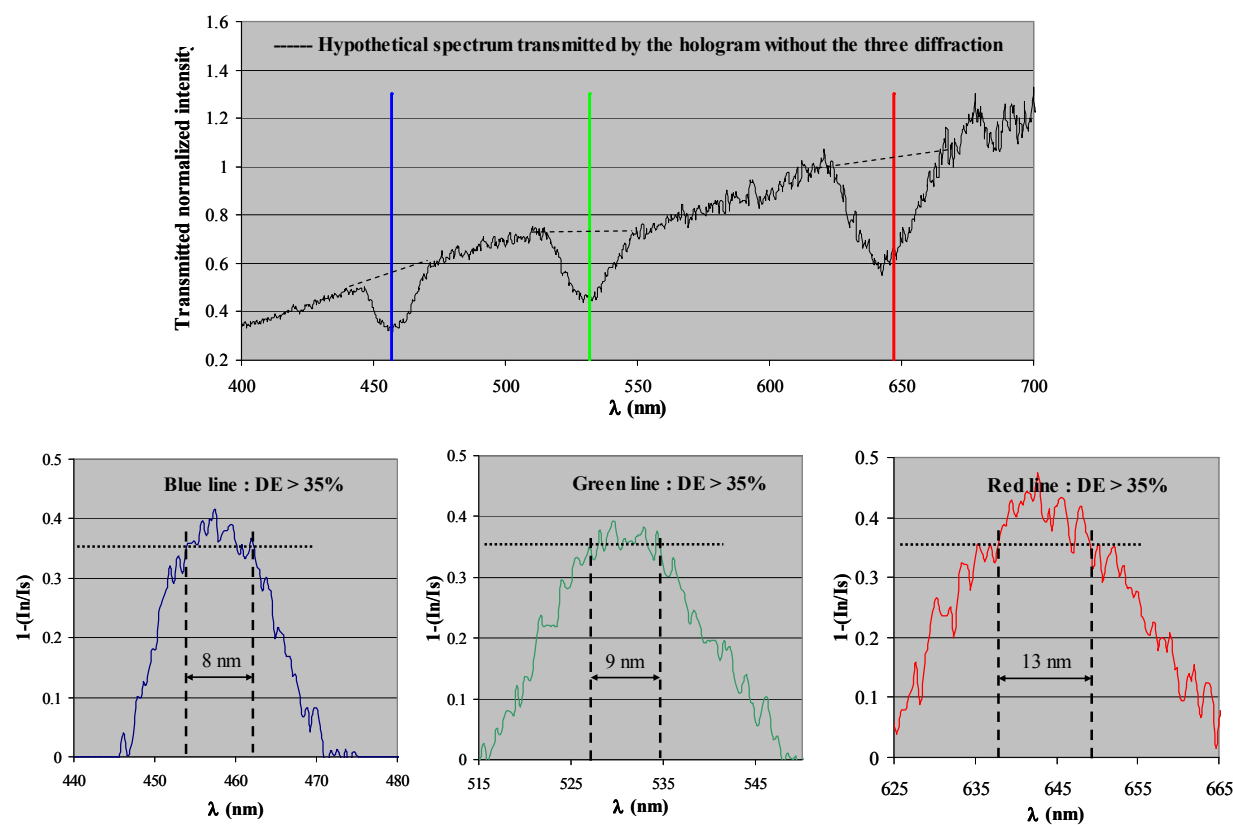 ------ Hypothetical spectrum transmitted by the hologram without the three diffraction
Transmitted normalized intensity
1.6
1.4
1.2
1
0.8
0.6
0.4
0.2
400 450 500 550 600 650 700
λ (nm)
Blue line : DE > 35%
1-(In/Is)
0.5
0.4
0.3
0.2
0.1
0
8 nm
440 450 460 470 480
λ (nm)
Green line : DE > 35%
1-(In/Is)
0.5
0.4
0.3
0.2
0.1
0
9 nm
515 525 535 545
λ (nm)
Red line : DE > 35%
1-(In/Is)
0.5
0.4
0.3
0.2
0.1
0
13 nm
625 635 645 655 665
λ (nm)